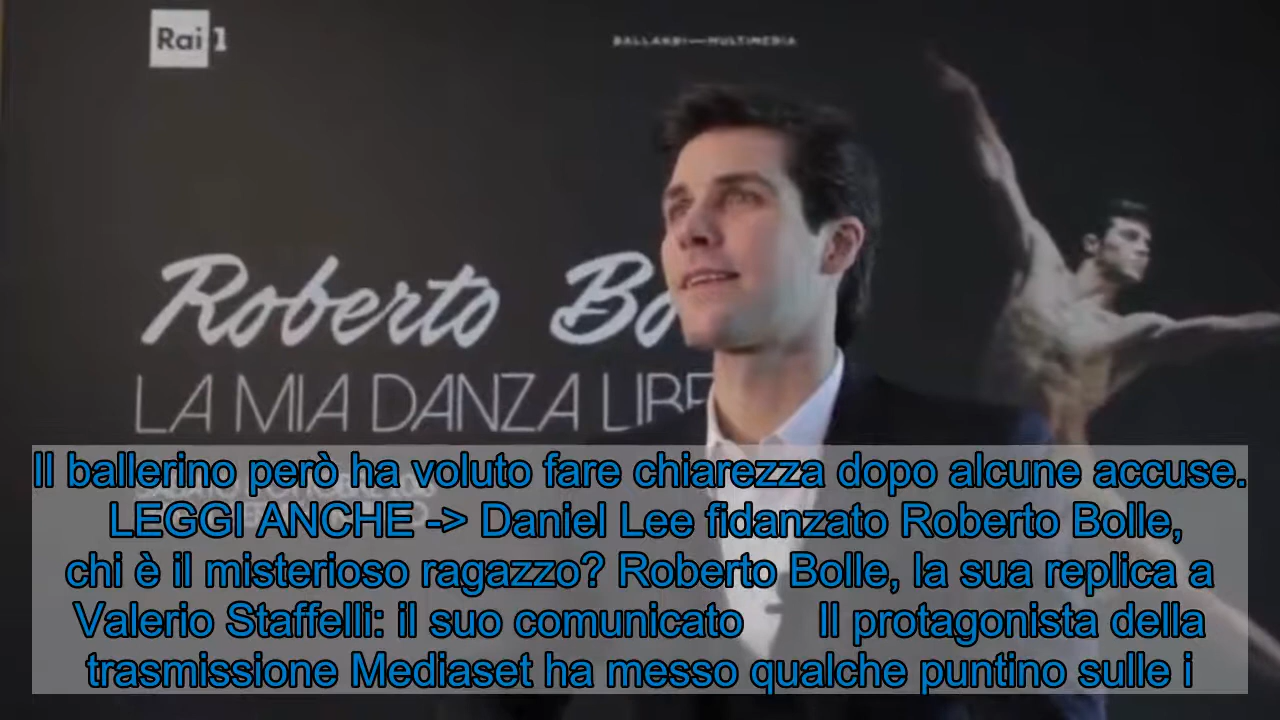 Rai 1
BALLANDI MULTIMEDIA
Roberto Bo
LA MIA DANZA LIBE
Il ballerino però ha voluto fare chiarezza dopo alcune accuse.
LEGGI ANCHE -> Daniel Lee fidanzato Roberto Bolle,
chi è il misterioso ragazzo? Roberto Bolle, la sua replica a
Valerio Staffelli: il suo comunicato Il protagonista della
trasmissione Mediaset ha messo qualche puntino sulle i